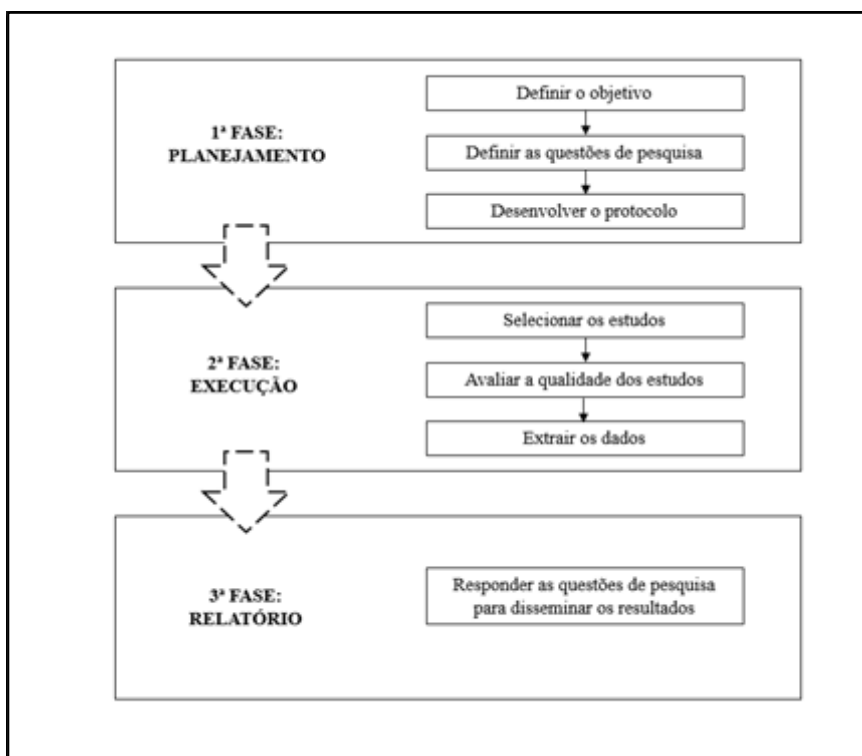 1ª FASE:
PLANEJAMENTO
Definir o objetivo
Definir as questões de pesquisa
Desenvolver o protocolo
2ª FASE:
EXECUÇÃO
Selecionar os estudos
Avaliar a qualidade dos estudos
Extrair os dados
3ª FASE:
RELATÓRIO
Responder as questões de pesquisa
para disseminar os resultados